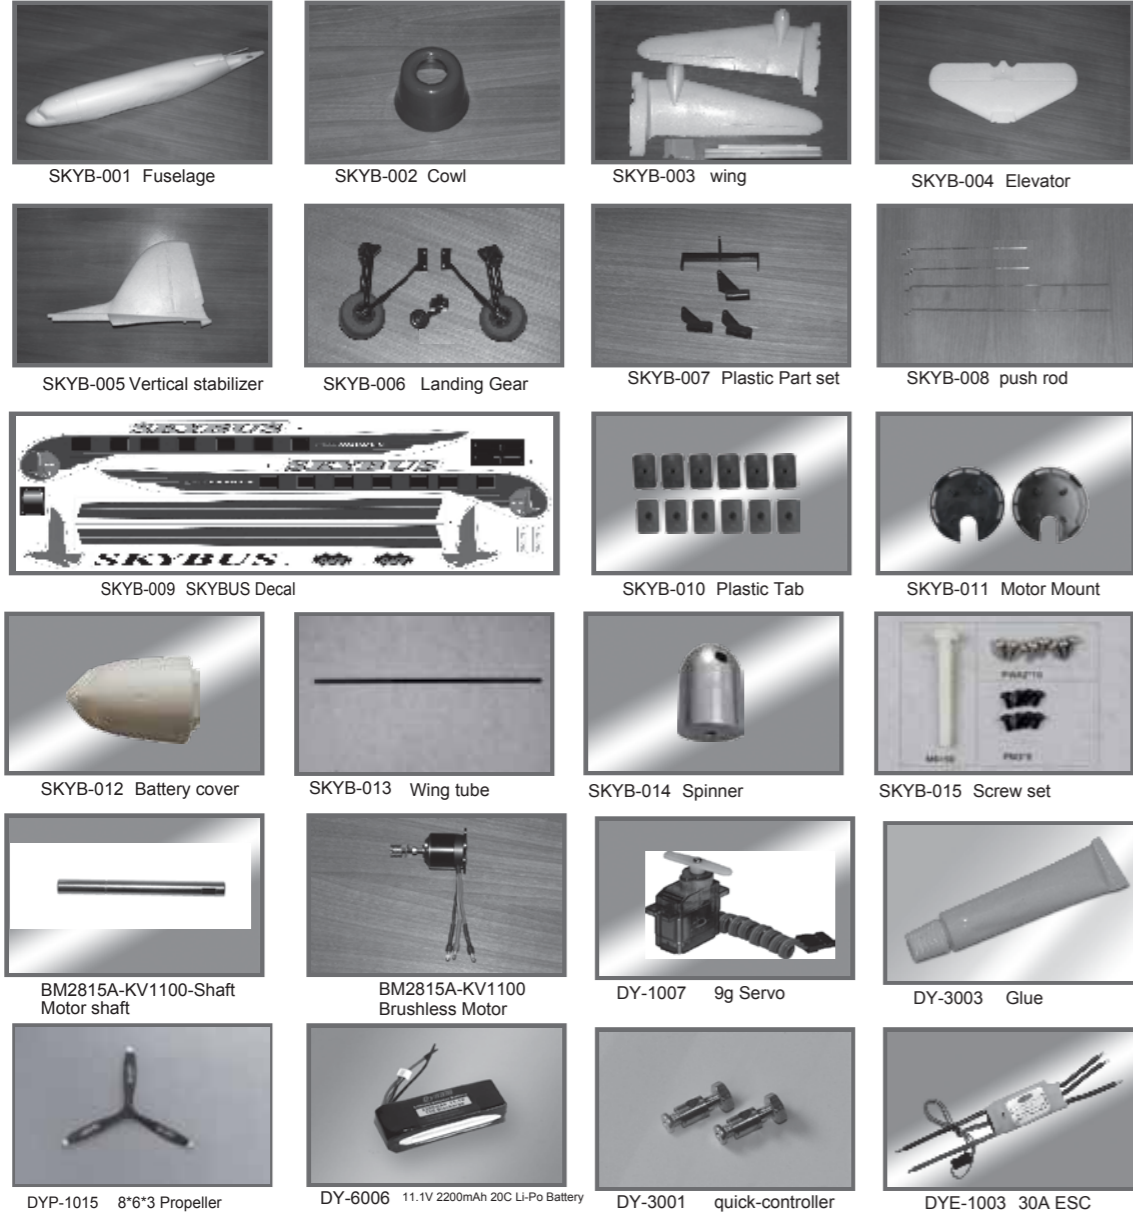 SKYB-001 Fuselage
SKYB-002 Cowl
SKYB-003 wing
SKYB-004 Elevator
SKYB-005 Vertical stabilizer
SKYB-006 Landing Gear
SKYB-007 Plastic Part set
SKYB-008 push rod
SKYBUS
SKYBUS
SKYBUS
SKYB-009 SKYBUS Decal
SKYB-010 Plastic Tab
SKYB-011 Motor Mount
SKYB-012 Battery cover
SKYB-013 Wing tube
SKYB-014 Spinner
SKYB-015 Screw set
BM2815A-KV1100-Shaft
Motor shaft
BM2815A-KV1100
Brushless Motor
DY-1007 9g Servo
DY-3003 Glue
DYP-1015 8*6*3 Propeller
DY-6006 11.1V 2200mAh 20C Li-Po Battery
DY-3001 quick-controller
DYE-1003 30A ESC